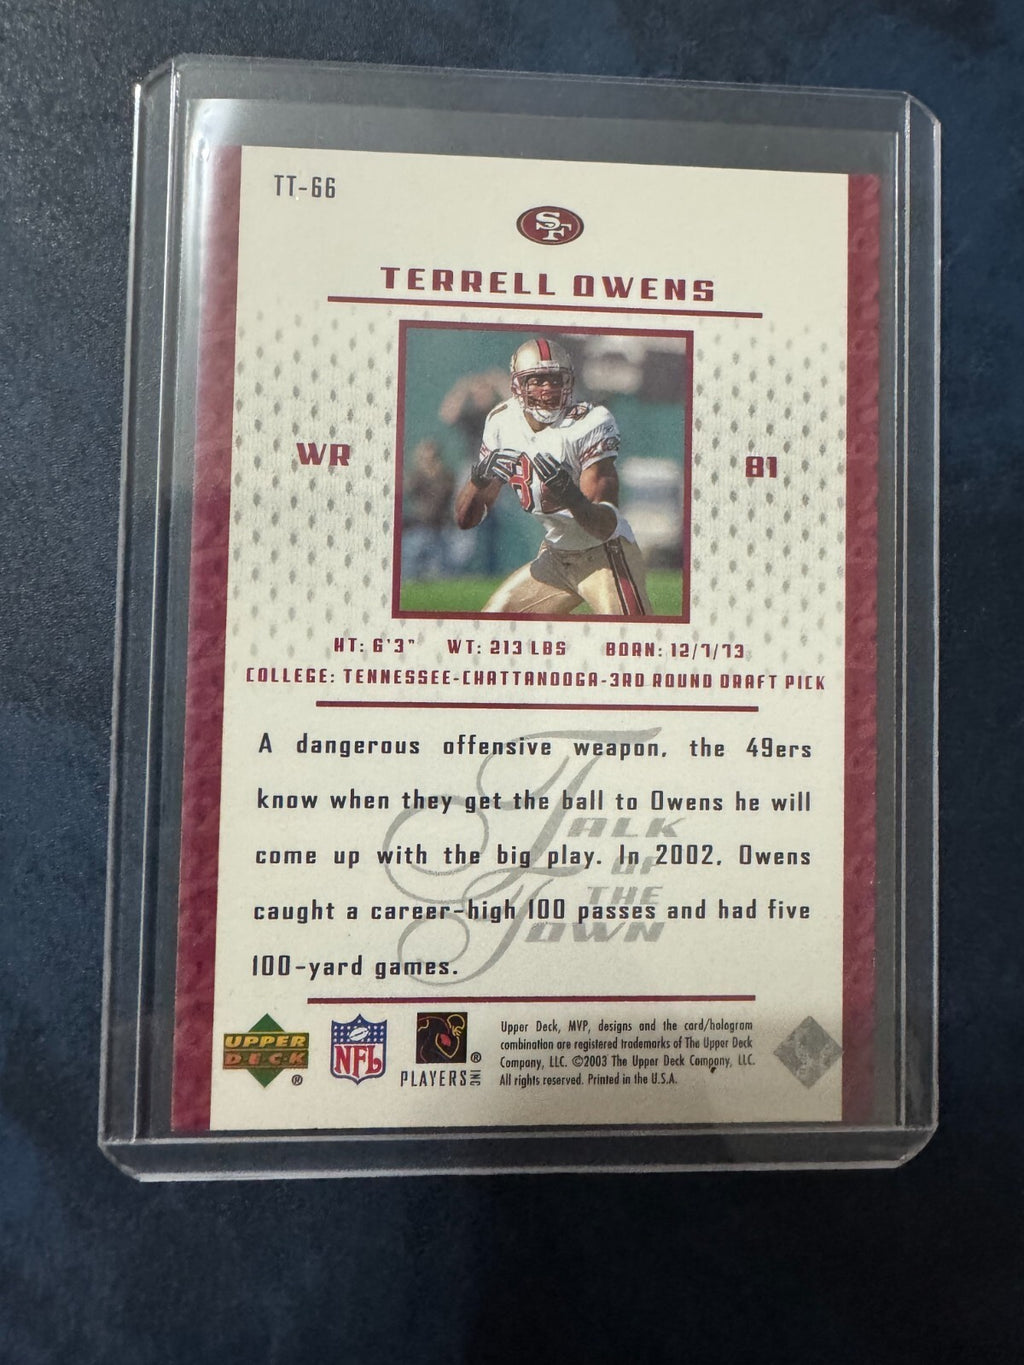 TT-66
SF
TERRELL OWENS
WR
81
81
HT: 6'3" WT: 213 LBS BORN: 12/7/73
COLLEGE: TENNESSEE-CHATTANOOGA-3RD ROUND DRAFT PICK
A dangerous offensive weapon, the 49ers
know when they get the ball to Owens he will
come up with the big play. In 2002, Owens
caught a career-high 100 passes and had five
100-yard games.
TALK
OF
THE
TOWN
UPPER
DECK
®
NFL
PLAYERS INC ®
Upper Deck, MVP, designs and the card/hologram
combination are registered trademarks of The Upper Deck
Company, LLC. ©2003 The Upper Deck Company, LLC.
All rights reserved. Printed in the U.S.A.